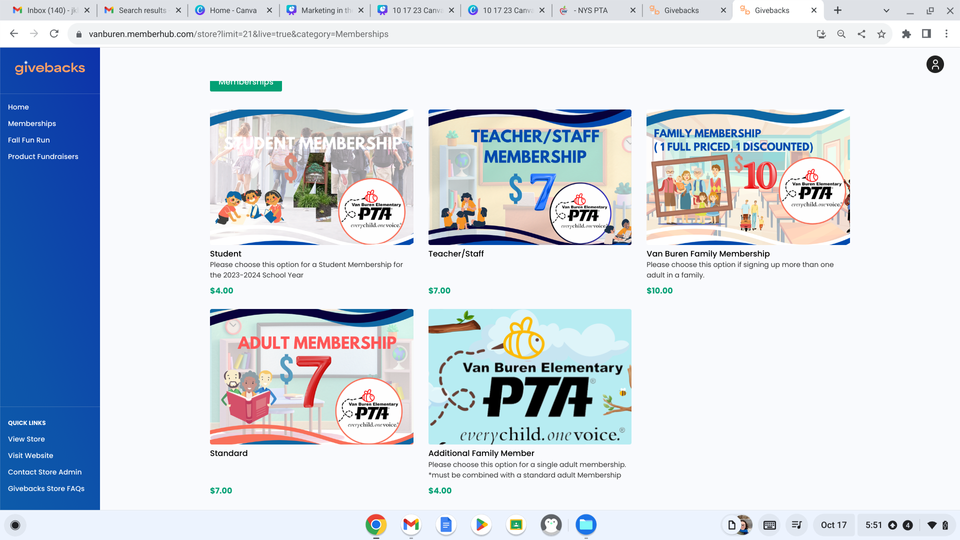 Inbox (140) - jk
Search results
Home - Canva
Marketing in th
10 17 23 Canv
10 17 23 Canv
- NYS PTA
Givebacks
Givebacks
vanburen.memberhub.com/store?limit=21&live=true&category=Memberships
givebacks
Home
Memberships
Fall Fun Run
Product Fundraisers
QUICK LINKS
View Store
Visit Website
Contact Store Admin
Givebacks Store FAQs
Memberships
STUDENT MEMBERSHIP
$
Van Buren Elementary
PTA
everychild.onevoice.®
Student
Please choose this option for a Student Membership for
the 2023-2024 School Year
$4.00
TEACHER/STAFF
MEMBERSHIP
$7
Van Buren Elementary
PTA
everychild.onevoice.®
Teacher/Staff
$7.00
FAMILY MEMBERSHIP
( 1 FULL PRICED, 1 DISCOUNTED)
$10
Van Buren Elementary
PTA
everychild.onevoice.®
Van Buren Family Membership
Please choose this option if signing up more than one
adult in a family.
$10.00
ADULT MEMBERSHIP
$7
Van Buren Elementary
PTA
everychild.onevoice.®
Standard
$7.00
Van Buren Elementary
PTA®
everychild.onevoice.®
Additional Family Member
Please choose this option for a single adult membership.
*must be combined with a standard adult Membership
$4.00
Oct 17
5:51
4